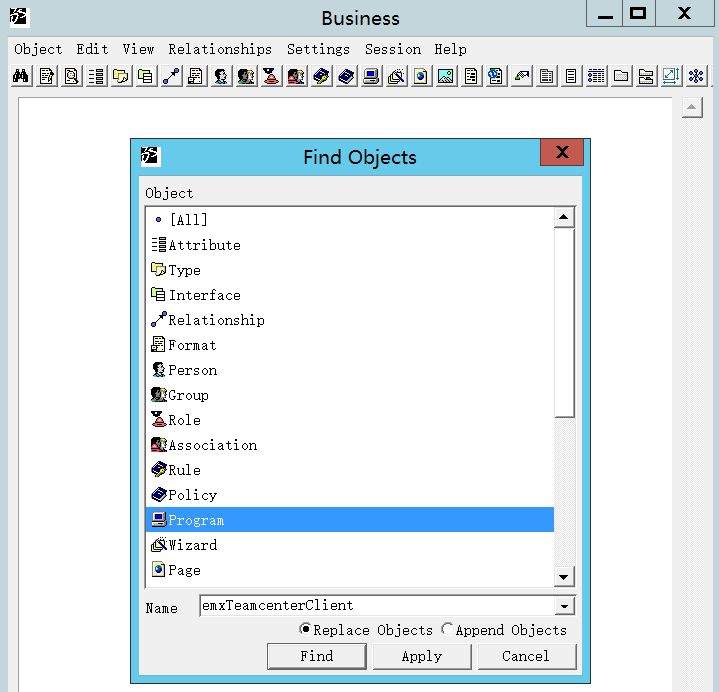 Business
Object Edit View Relationships Settings Session Help
Find Objects
Object
[All]
Attribute
Type
Interface
Relationship
Format
Person
Group
Role
Association
Rule
Policy
Program
Wizard
Page
Name emxTeamcenterClient
Replace Objects Append Objects
Find Apply Cancel